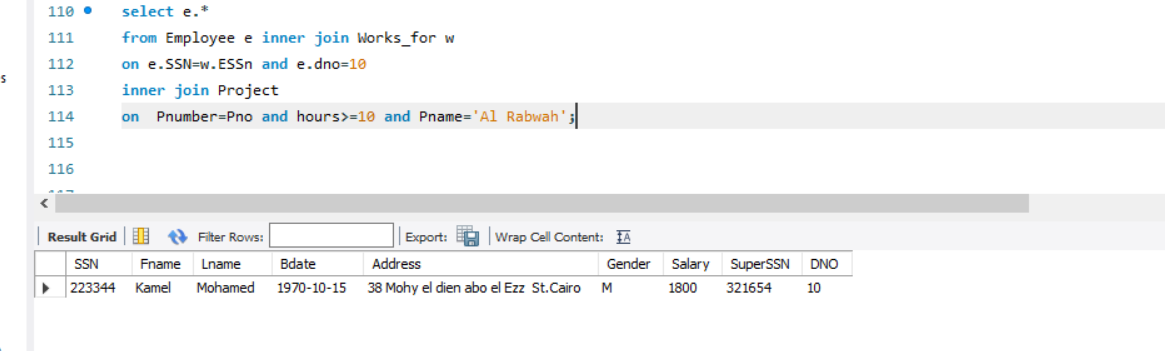 110 select e.*
111 from Employee e inner join Works_for w
112 on e.SSN=w.ESSn and e.dno=10
113 inner join Project
114 on  Pnumber=Pno and hours>=10 and Pname='Al Rabwah';
115
116
Result Grid Filter Rows: Export: Wrap Cell Content: IA
SSN Fname Lname Bdate Address Gender Salary SuperSSN DNO
223344 Kamel Mohamed 1970-10-15 38 Mohy el dien abo el Ezz  St.Cairo M 1800 321654 10